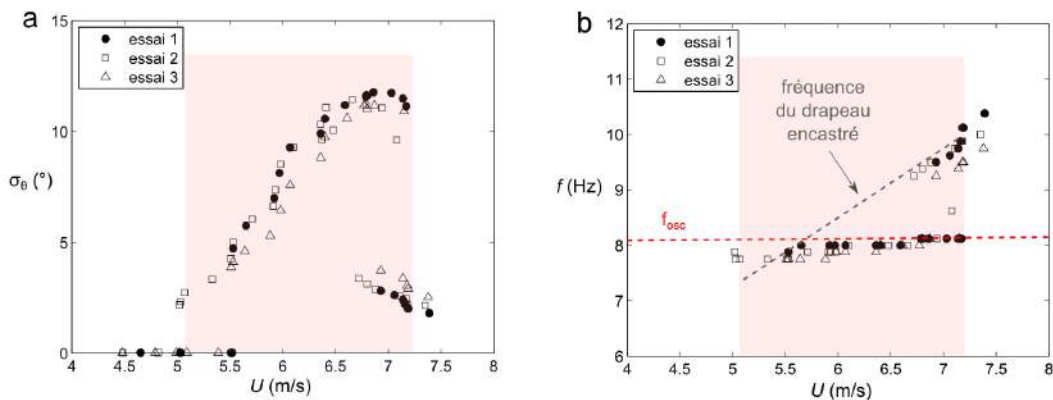 a
15
10
5
0
σθ (°)
essai 1
essai 2
essai 3
4 4.5 5 5.5 6 6.5 7 7.5 8
U (m/s)
b
12
11
10
9
8
7
6
f (Hz)
essai 1
essai 2
essai 3
fréquence
du drapeau
encastré
fosc
4 4.5 5 5.5 6 6.5 7 7.5 8
U (m/s)